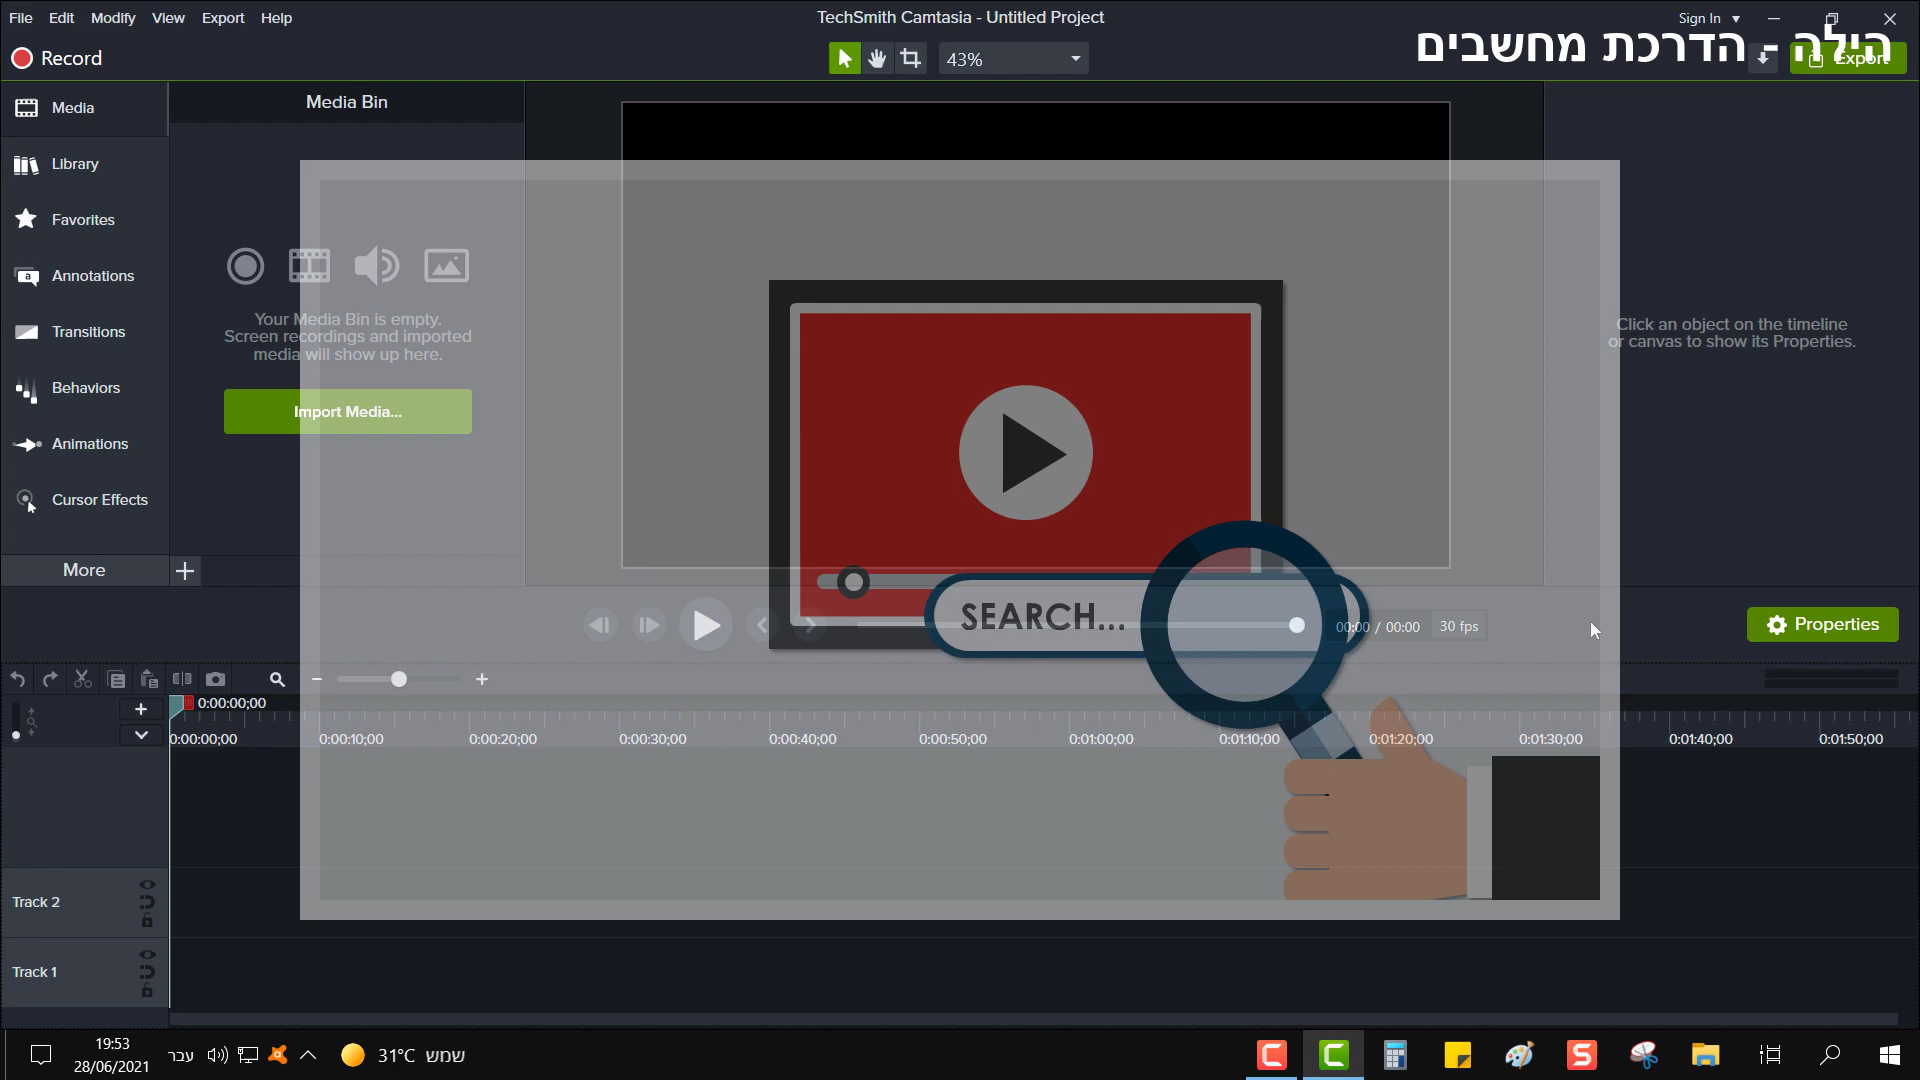 File Edit Modify View Export Help
TechSmith Camtasia - Untitled Project
Sign In
Record
43%
הילה - הדרכת מחשבים
Export
Media
Library
Favorites
Annotations
Transitions
Behaviors
Animations
Cursor Effects
More
Media Bin
Your Media Bin is empty.
Screen recordings and imported
media will show up here.
Import Media...
Click an object on the timeline
or canvas to show its Properties.
SEARCH...
00:00 / 00:00
30 fps
Properties
0:00:00;00
0:00:00;00 0:00:10;00 0:00:20;00 0:00:30;00 0:00:40;00 0:00:50;00 0:01:00;00 0:01:10;00 0:01:20;00 0:01:30;00 0:01:40;00 0:01:50;00
Track 2
Track 1
19:53
28/06/2021
עבר
31°C שמש